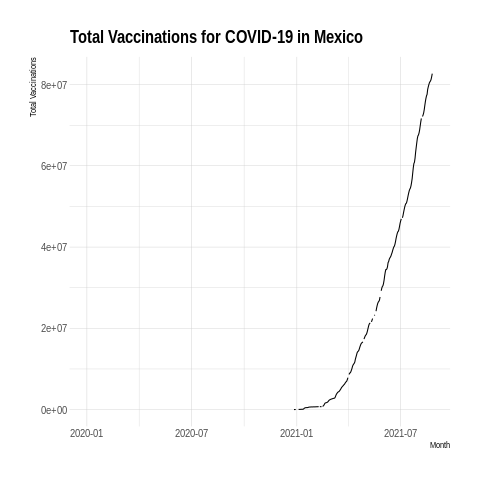 Total Vaccinations for COVID-19 in Mexico
Total Vaccinations
8e+07
6e+07
4e+07
2e+07
0e+00
2020-01
2020-07
2021-01
2021-07
Month